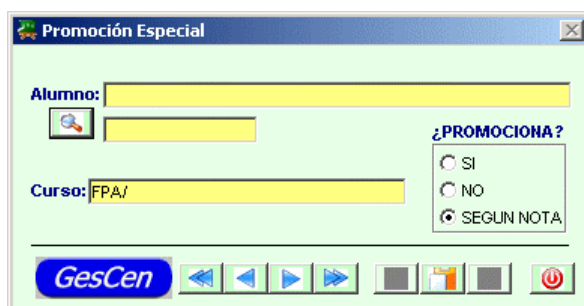 Promoción Especial
Alumno:
¿PROMOCIONA?
SI
Curso: FPA/
NO
SEGUN NOTA
GesCen